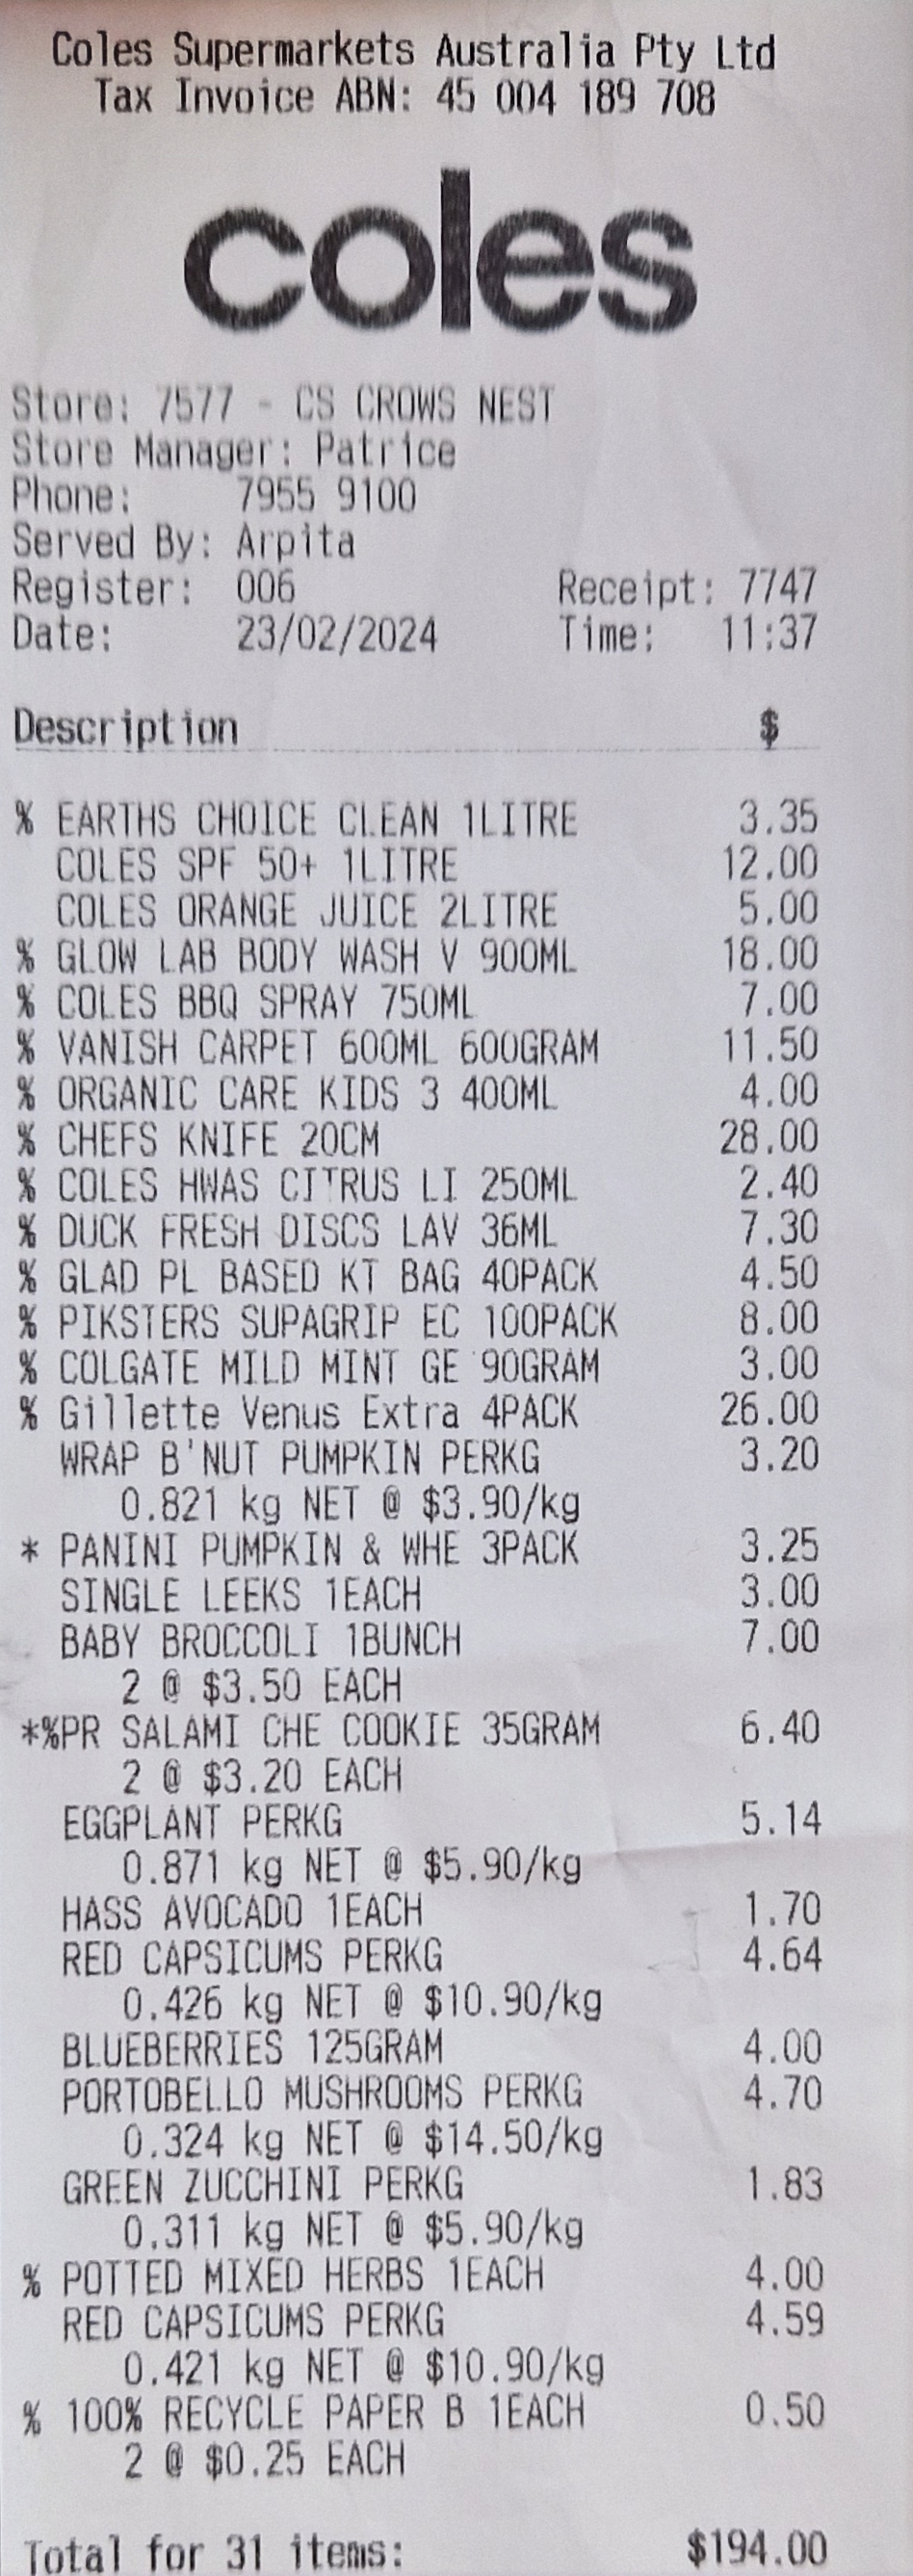 Coles Supermarkets Australia Pty Ltd
Tax Invoice ABN: 45 004 189 708
coles
Store: 7577 - CS CROWS NEST
Store Manager: Patrice
Phone: 7955 9100
Served By: Arpita
Register: 006 Receipt: 7747
Date: 23/02/2024 Time: 11:37
Description $
% EARTHS CHOICE CLEAN 1LITRE 3.35
COLES SPF 50+ 1LITRE 12.00
COLES ORANGE JUICE 2LITRE 5.00
% GLOW LAB BODY WASH V 900ML 18.00
% COLES BBQ SPRAY 750ML 7.00
% VANISH CARPET 600ML 600GRAM 11.50
% ORGANIC CARE KIDS 3 400ML 4.00
% CHEFS KNIFE 20CM 28.00
% COLES HWAS CITRUS LI 250ML 2.40
% DUCK FRESH DISCS LAV 36ML 7.30
% GLAD PL BASED KT BAG 40PACK 4.50
% PIKSTERS SUPAGRIP EC 100PACK 8.00
% COLGATE MILD MINT GE 90GRAM 3.00
% Gillette Venus Extra 4PACK 26.00
WRAP B'NUT PUMPKIN PERKG 3.20
0.821 kg NET @ $3.90/kg
* PANINI PUMPKIN & WHE 3PACK 3.25
SINGLE LEEKS 1EACH 3.00
BABY BROCCOLI 1BUNCH 7.00
2 @ $3.50 EACH
*%PR SALAMI CHE COOKIE 35GRAM 6.40
2 @ $3.20 EACH
EGGPLANT PERKG 5.14
0.871 kg NET @ $5.90/kg
HASS AVOCADO 1EACH 1.70
RED CAPSICUMS PERKG 4.64
0.426 kg NET @ $10.90/kg
BLUEBERRIES 125GRAM 4.00
PORTOBELLO MUSHROOMS PERKG 4.70
0.324 kg NET @ $14.50/kg
GREEN ZUCCHINI PERKG 1.83
0.311 kg NET @ $5.90/kg
% POTTED MIXED HERBS 1EACH 4.00
RED CAPSICUMS PERKG 4.59
0.421 kg NET @ $10.90/kg
% 100% RECYCLE PAPER B 1EACH 0.50
2 @ $0.25 EACH
Total for 31 items: $194.00